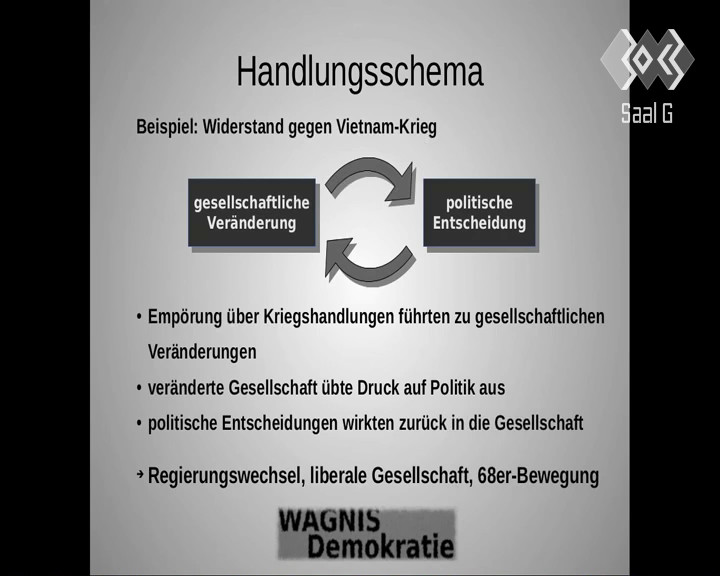 Handlungsschema
Saal G
Beispiel: Widerstand gegen Vietnam-Krieg
gesellschaftliche
Veränderung
politische
Entscheidung
• Empörung über Kriegshandlungen führten zu gesellschaftlichen
Veränderungen
• veränderte Gesellschaft übte Druck auf Politik aus
• politische Entscheidungen wirkten zurück in die Gesellschaft
➔ Regierungswechsel, liberale Gesellschaft, 68er-Bewegung
WAGNIS
Demokratie